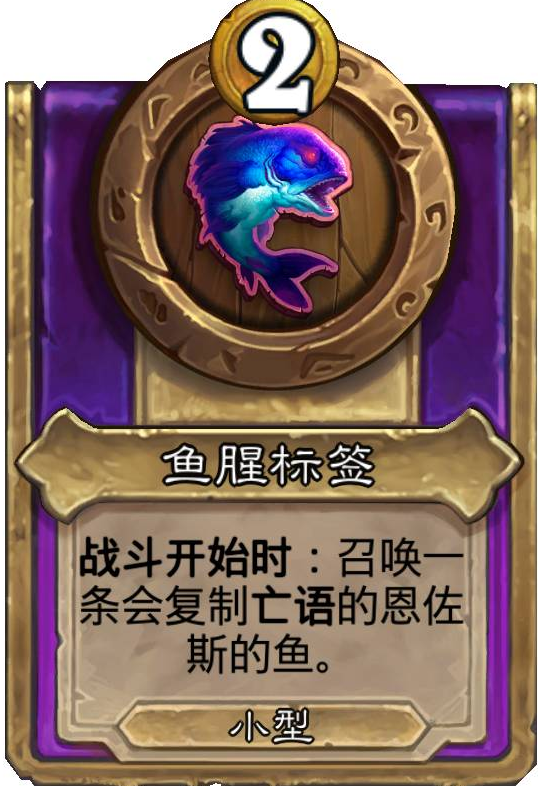 2
鱼腥标签
战斗开始时：召唤一
条会复制亡语的恩佐
斯的鱼。
小型